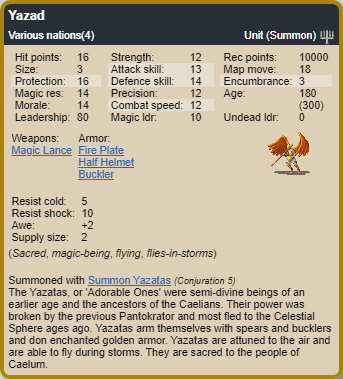 Yazad
Various nations(4) Unit (Summon)
Hit points: 16 Strength: 12 Rec points: 10000
Size: 3 Attack skill: 13 Map move: 18
Protection: 16 Defence skill: 14 Encumbrance: 3
Magic res: 14 Precision: 12 Age: 180
Morale: 14 Combat speed: 12 (300)
Leadership: 80 Magic ldr: 10 Undead ldr: 0
Weapons: Armor:
Magic Lance Fire Plate
Half Helmet
Buckler
Resist cold: 5
Resist shock: 10
Awe: +2
Supply size: 2
(Sacred, magic-being, flying, flies-in-storms)
Summoned with Summon Yazatas (Conjuration 5)
The Yazatas, or 'Adorable Ones' were semi-divine beings of an
earlier age and the ancestors of the Caelians. Their power was
broken by the previous Pantokrator and most fled to the Celestial
Sphere ages ago. Yazatas arm themselves with spears and bucklers
and don enchanted golden armor. Yazatas are attuned to the air and
are able to fly during storms. They are sacred to the people of
Caelum.